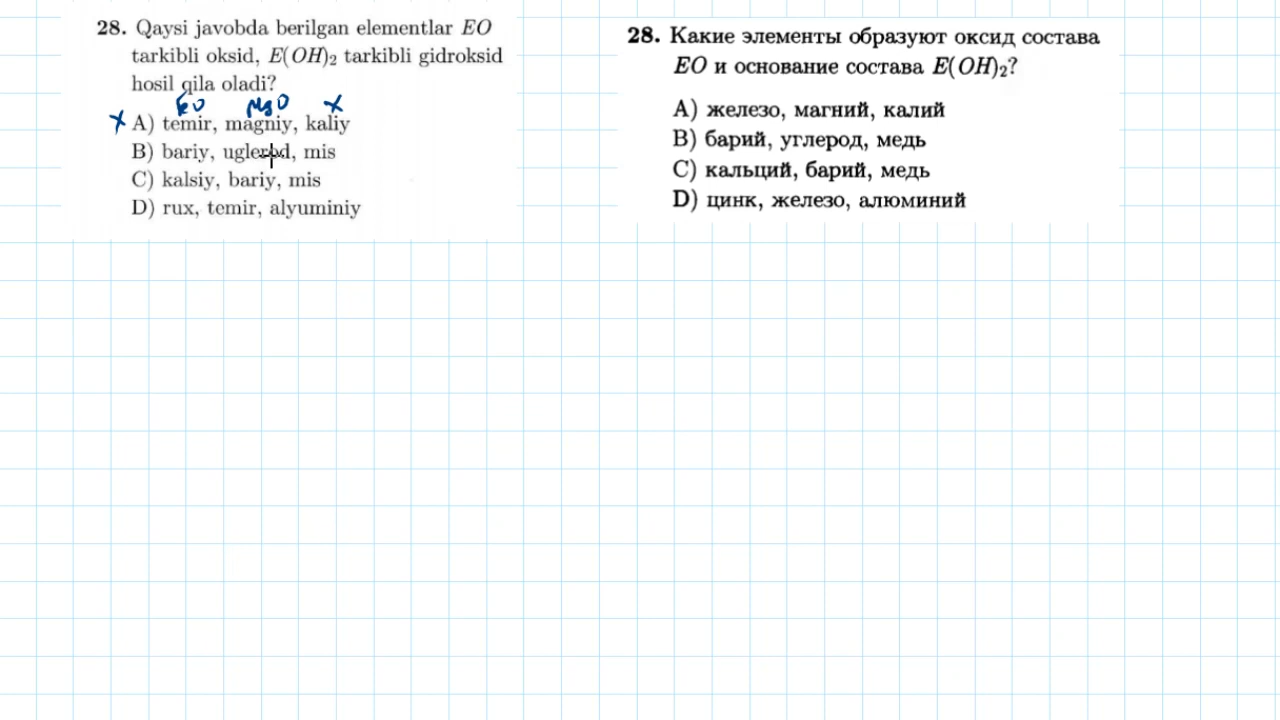 28. Qaysi javobda berilgan elementlar EO
tarkibli oksid, E(OH)₂ tarkibli gidroksid
hosil qila oladi?
MgO x
x A) temir, magniy, kaliy
B) bariy, uglerod, mis
C) kalsiy, bariy, mis
D) rux, temir, alyuminiy
28. Какие элементы образуют оксид состава
EO и основание состава E(OH)₂?
A) железо, магний, калий
B) барий, углерод, медь
C) кальций, барий, медь
D) цинк, железо, алюминий